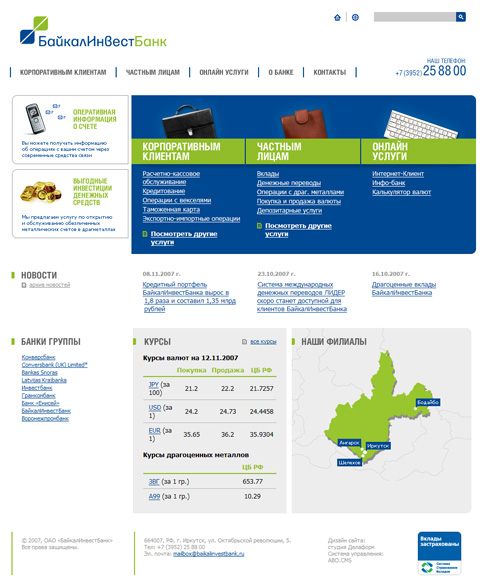 БайкалИнвестБанк
НАШ ТЕЛЕФОН:
+7 (3952) 25 88 00
КОРПОРАТИВНЫМ КЛИЕНТАМ
ЧАСТНЫМ ЛИЦАМ
ОНЛАЙН УСЛУГИ
О БАНКЕ
КОНТАКТЫ
ОПЕРАТИВНАЯ
ИНФОРМАЦИЯ
О СЧЕТЕ
Вы можете получать информацию
об операциях с вашим счетом через
современные средства связи
ВЫГОДНЫЕ
ИНВЕСТИЦИИ
ДЕНЕЖНЫХ
СРЕДСТВ
Мы предлагаем услугу по открытию
и обслуживанию обезличенных
металлических счетов в драгметаллах
КОРПОРАТИВНЫМ
КЛИЕНТАМ
Расчетно-кассовое
обслуживание
Кредитование
Операции с векселями
Таможенная карта
Экспортно-импортные операции
Посмотреть другие
услуги
ЧАСТНЫМ
ЛИЦАМ
Вклады
Денежные переводы
Операции с драг. металлами
Покупка и продажа валюты
Депозитарные услуги
Посмотреть другие
услуги
ОНЛАЙН
УСЛУГИ
Интернет-Клиент
Инфо-банк
Калькулятор валют
НОВОСТИ
архив новостей
08.11.2007 г.
Кредитный портфель
БайкалИнвестБанка вырос в
1,8 раза и составил 1,35 млрд
рублей
23.10.2007 г.
Система международных
денежных переводов ЛИДЕР
скоро станет доступной для
клиентов БайкалИнвестБанка
16.10.2007 г.
Драгоценные вклады
БайкалИнвестБанка
БАНКИ ГРУППЫ
Конверсбанк
Conversbank (UK) Limited*
Bankas Snoras
Latvijas Krajbanka
Инвестбанк
Гранкомбанк
Банк «Енисей»
БайкалИнвестБанк
Воронежпромбанк
КУРСЫ
все курсы
Курсы валют на 12.11.2007
Покупка Продажа ЦБ РФ
JPY (за 100) 21.2 22.2 21.7257
USD (за 1) 24.2 24.73 24.4458
EUR (за 1) 35.65 36.2 35.9304
Курсы драгоценных металлов
ЦБ РФ
ЗВГ (за 1 гр.) 653.77
А99 (за 1 гр.) 10.29
НАШИ ФИЛИАЛЫ
Бодайбо
Ангарск
Иркутск
Шелехов
© 2007, ОАО «БайкалИнвестБанк»
Все права защищены.
664007, РФ, г. Иркутск, ул. Октябрьской революции, 5.
Тел: +7 (3952) 25 88 00
Эл. почта: mailbox@baikalinvestbank.ru
Дизайн сайта:
студия Делаформ
Система управления:
ABO.CMS
Вклады
застрахованы
Система
Страхования
Вкладов